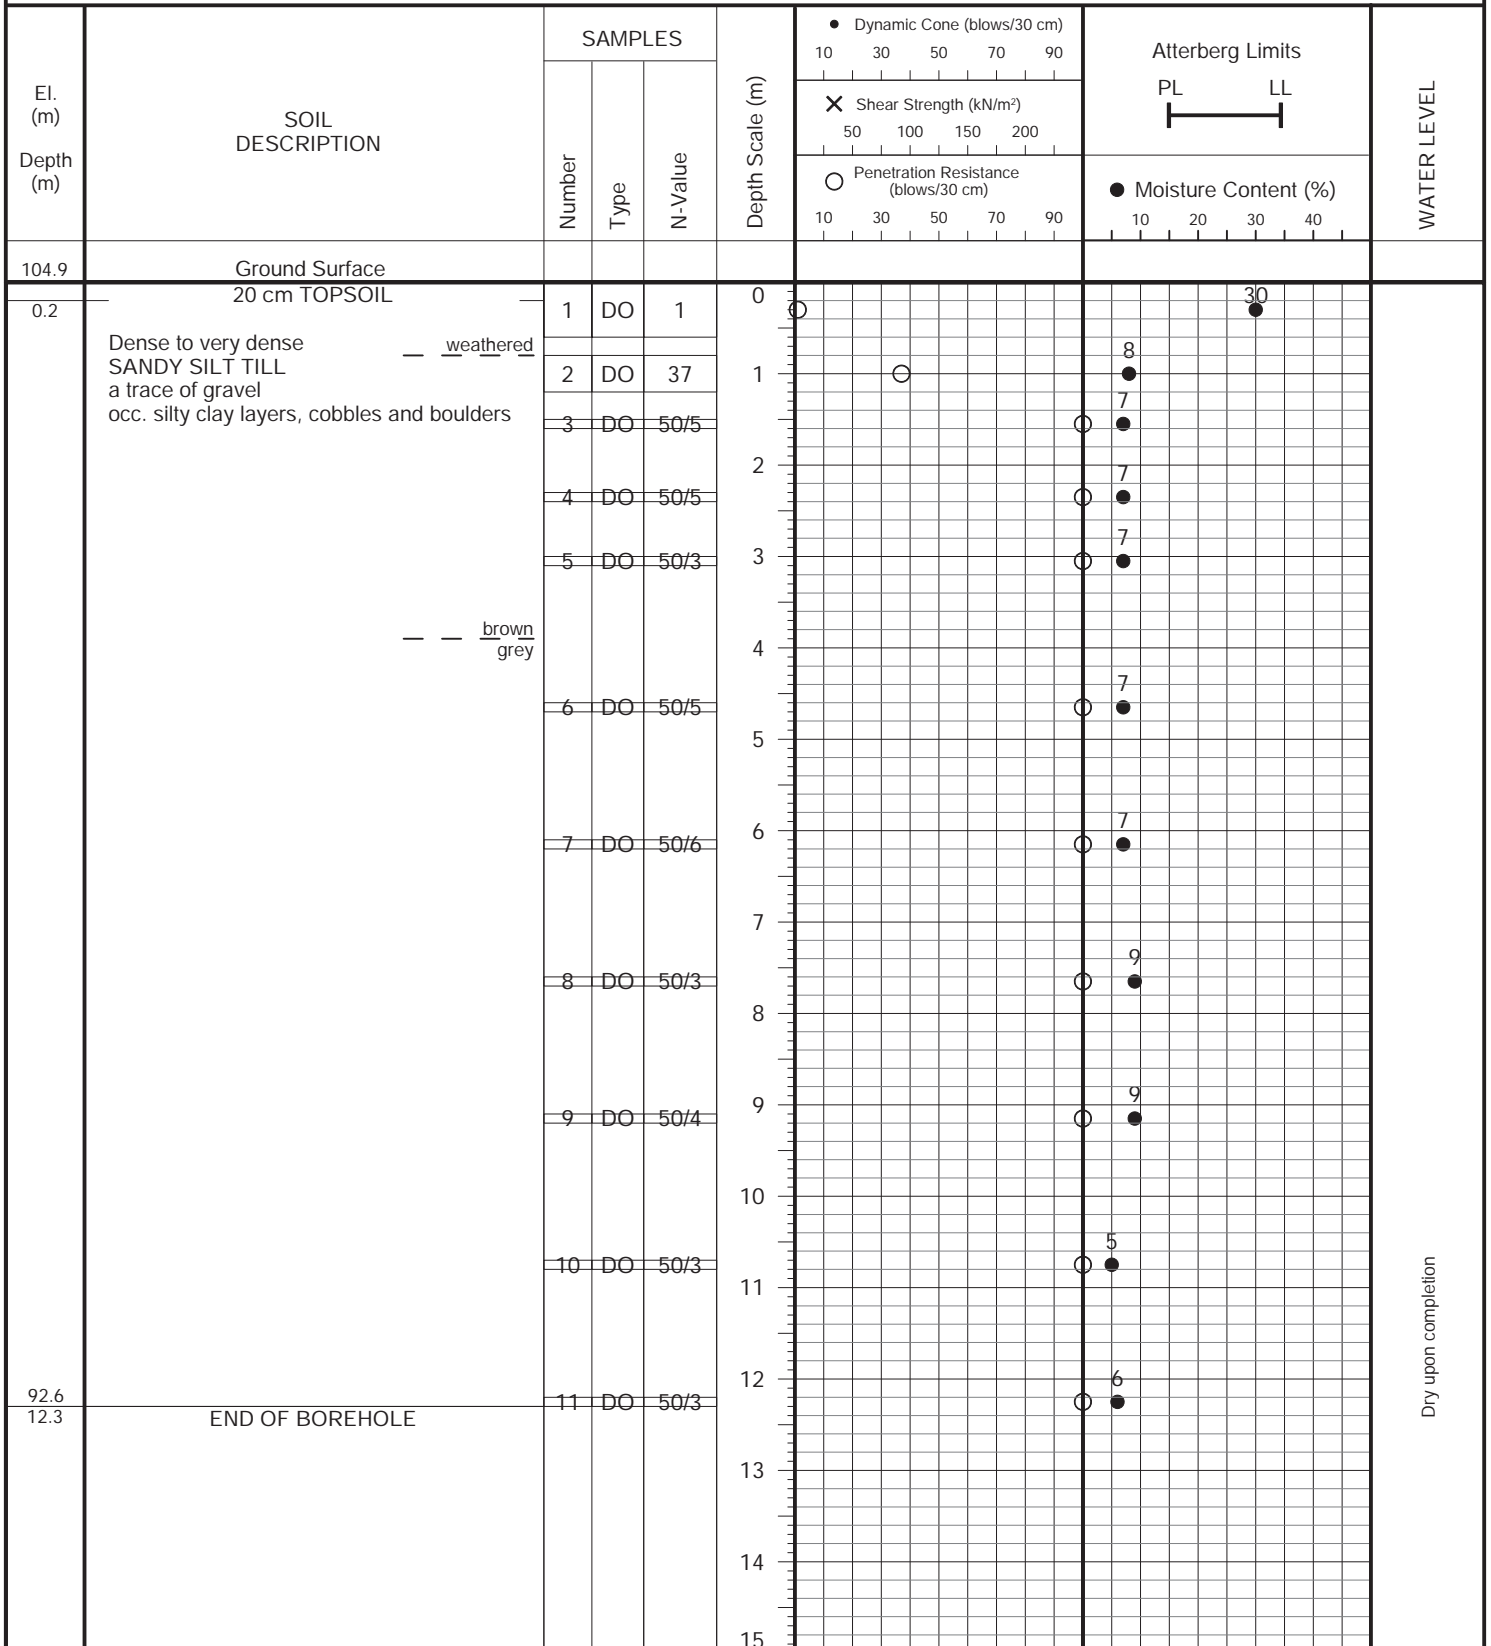 El.
(m)
Depth
(m)
SOIL
DESCRIPTION
SAMPLES
Number
Type
N-Value
Depth Scale (m)
Dynamic Cone (blows/30 cm)
10 30 50 70 90
Shear Strength (kN/m²)
50 100 150 200
Penetration Resistance
(blows/30 cm)
10 30 50 70 90
Atterberg Limits
PL LL
Moisture Content (%)
10 20 30 40
WATER LEVEL
104.9 Ground Surface
20 cm TOPSOIL 0 30
0.2 1 DO 1
Dense to very dense weathered 8
SANDY SILT TILL
2 DO 37 1
a trace of gravel 7
occ. silty clay layers, cobbles and boulders
3 DO 50/5
2 7
4 DO 50/5
7
3
5 DO 50/3
brown
grey 4
7
6 DO 50/5
5
7
6
7 DO 50/6
7
9
8 DO 50/3
8
9
9
9 DO 50/4
10
5
10 DO 50/3
11
12 6
92.6
11 DO 50/3
12.3 END OF BOREHOLE
Dry upon completion
13
14
15